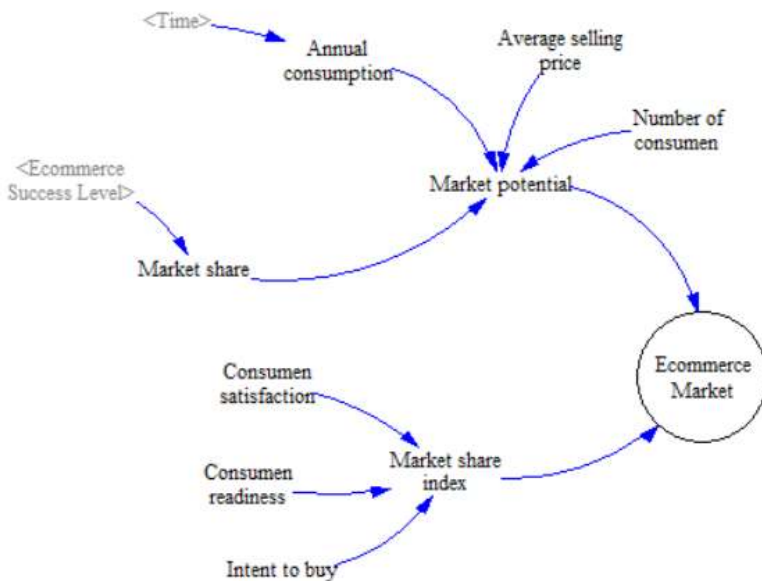 <Time>
Annual
consumption
Average selling
price
Number of
consumen
<Ecommerce
Success Level>
Market potential
Market share
Ecommerce
Market
Consumen
satisfaction
Market share
index
Consumen
readiness
Intent to buy